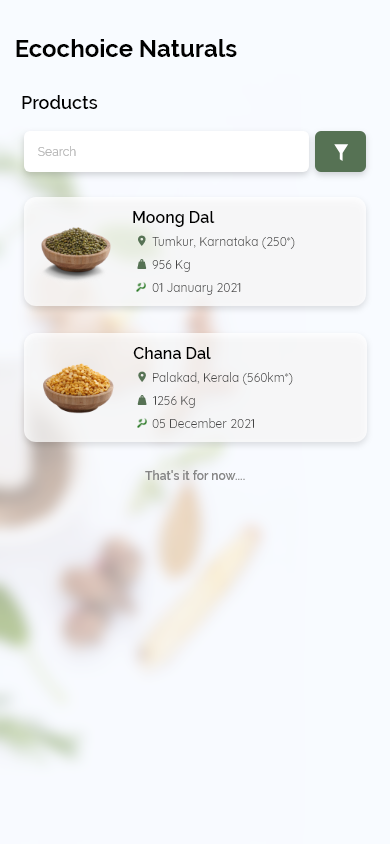 Ecochoice Naturals
Products
Search
Moong Dal
Tumkur, Karnataka (250*)
956 Kg
01 January 2021
Chana Dal
Palakad, Kerala (560km*)
1256 Kg
05 December 2021
That's it for now....